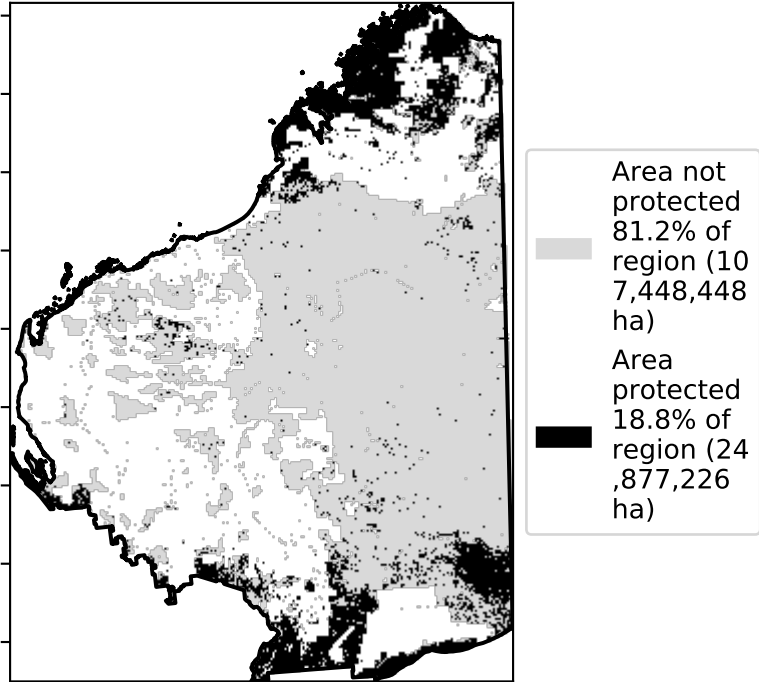 Area not
protected
81.2% of
region (10
7,448,448
ha)
Area
protected
18.8% of
region (24
,877,226
ha)